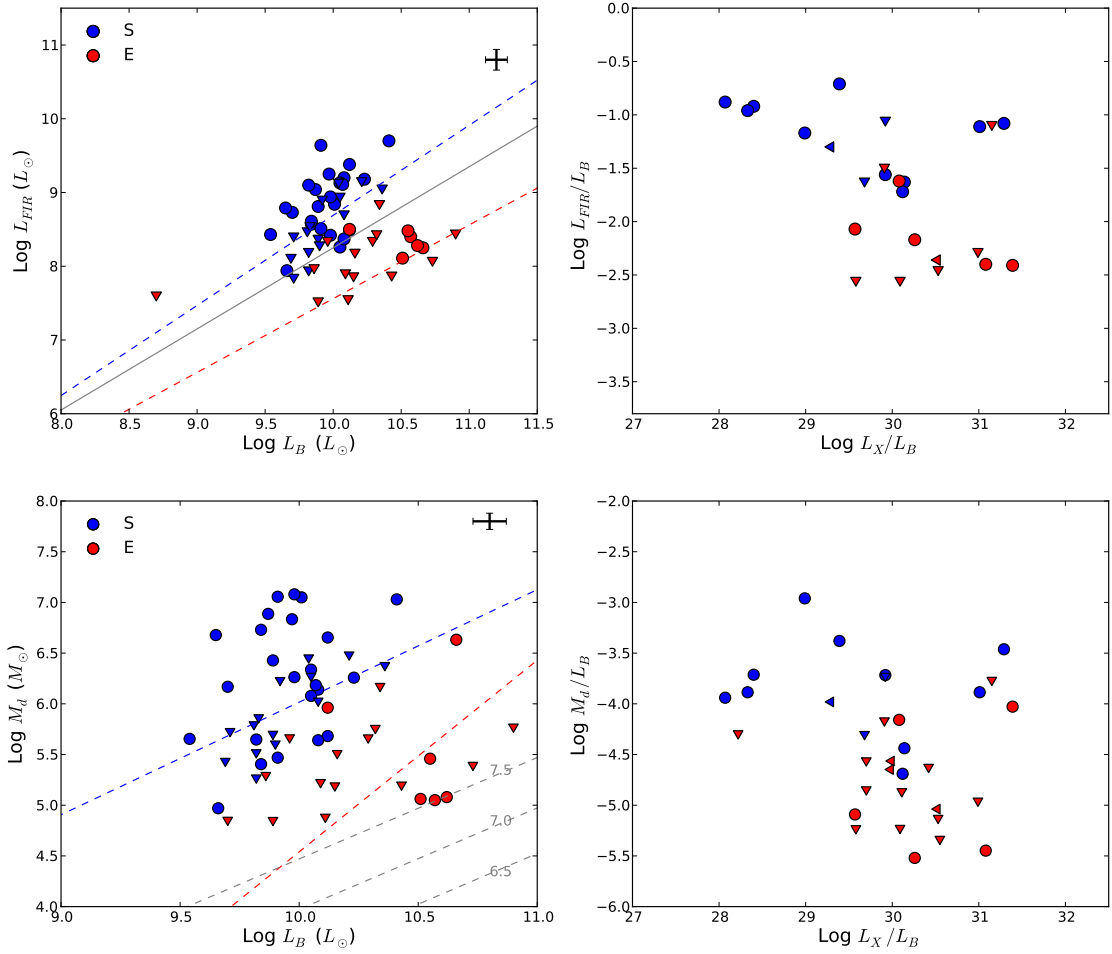 S
E
11
10
9
8
7
6
8.0 8.5 9.0 9.5 10.0 10.5 11.0 11.5
Log L_FIR (L_⊙)
Log L_B (L_⊙)
0.0
−0.5
−1.0
−1.5
−2.0
−2.5
−3.0
−3.5
27 28 29 30 31 32
Log L_FIR/L_B
Log L_X/L_B
S
E
8.0
7.5
7.0
6.5
6.0
5.5
5.0
4.5
4.0
7.5
7.0
6.5
9.0 9.5 10.0 10.5 11.0
Log M_d (M_⊙)
Log L_B (L_⊙)
−2.0
−2.5
−3.0
−3.5
−4.0
−4.5
−5.0
−5.5
−6.0
27 28 29 30 31 32
Log M_d/L_B
Log L_X/L_B